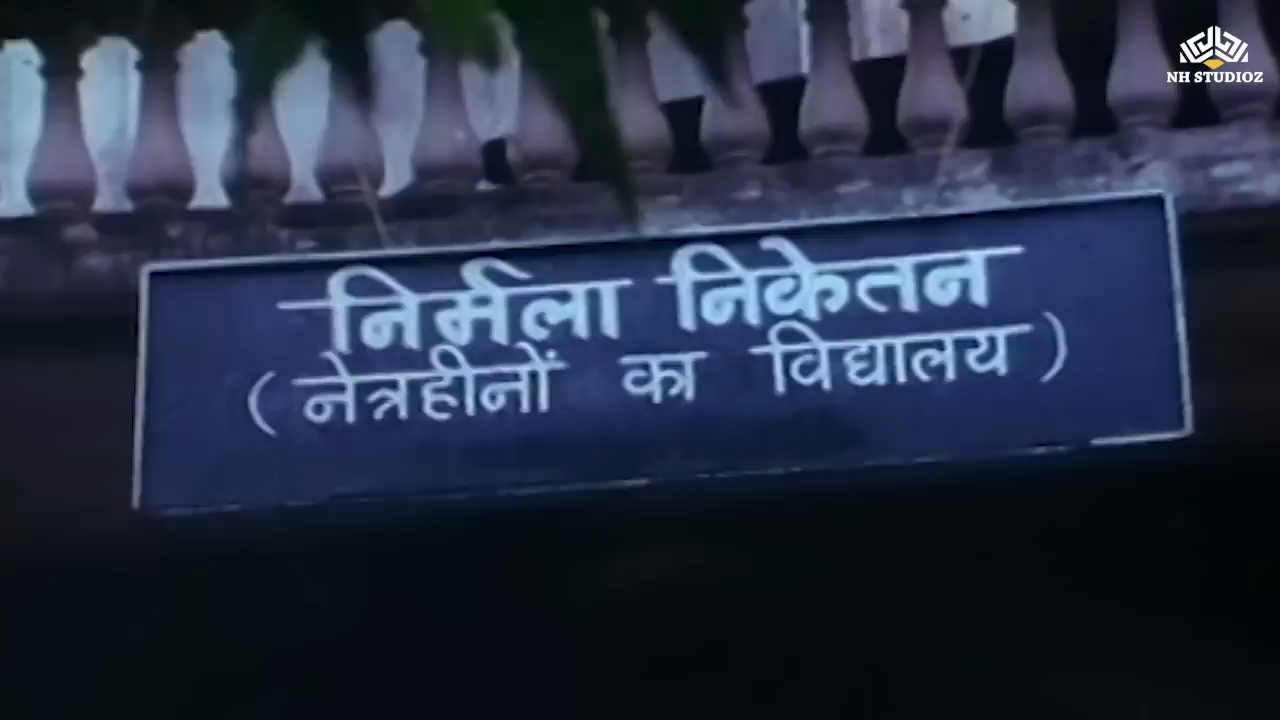 NH STUDIOZ
निर्मला निकेतन
( नेत्रहीनों का विद्यालय )